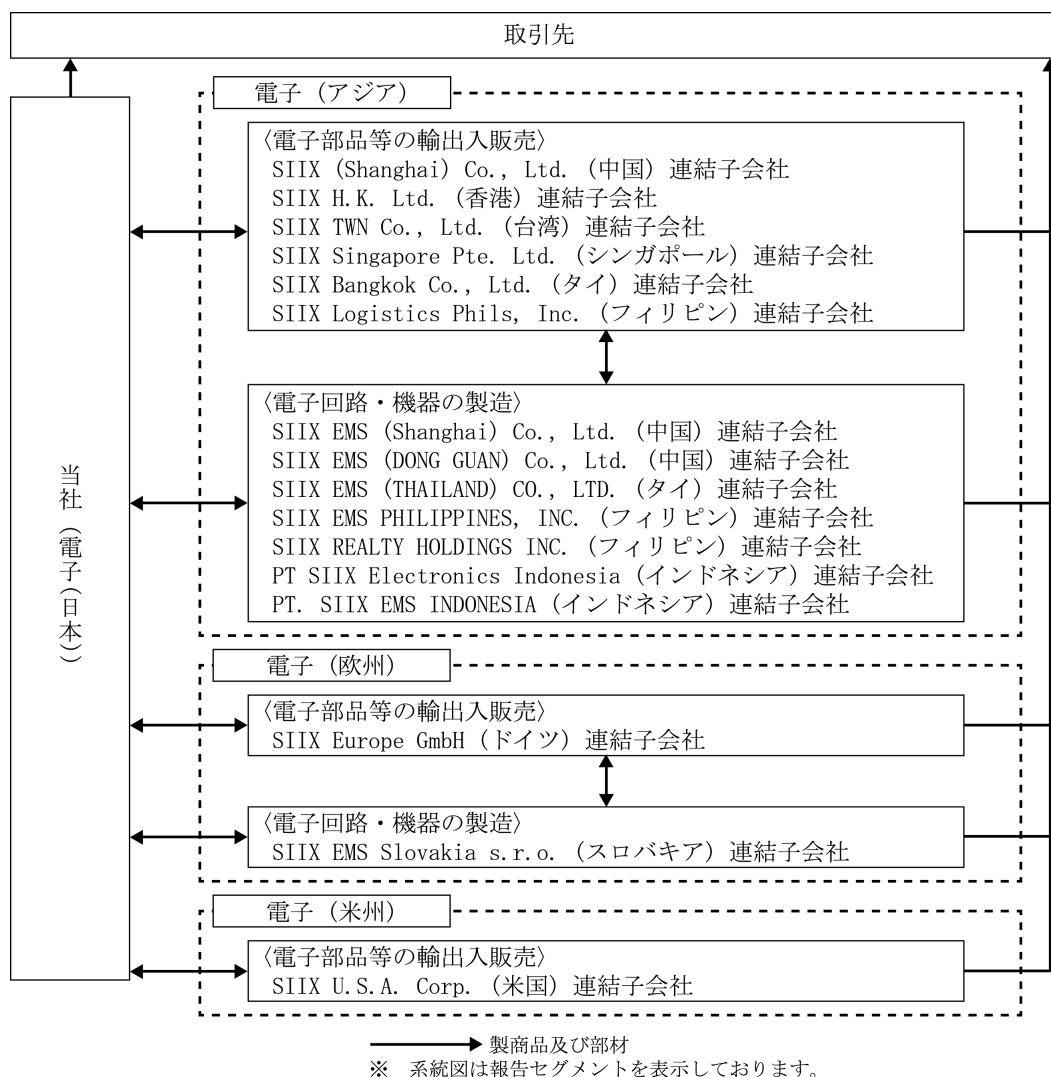 取引先
当社(電子(日本))
電子(アジア)
〈電子部品等の輸出入販売〉
SIIX (Shanghai) Co., Ltd. (中国) 連結子会社
SIIX H.K. Ltd. (香港) 連結子会社
SIIX TWN Co., Ltd. (台湾) 連結子会社
SIIX Singapore Pte. Ltd. (シンガポール) 連結子会社
SIIX Bangkok Co., Ltd. (タイ) 連結子会社
SIIX Logistics Phils, Inc. (フィリピン) 連結子会社
〈電子回路・機器の製造〉
SIIX EMS (Shanghai) Co., Ltd. (中国) 連結子会社
SIIX EMS (DONG GUAN) Co., Ltd. (中国) 連結子会社
SIIX EMS (THAILAND) CO., LTD. (タイ) 連結子会社
SIIX EMS PHILIPPINES, INC. (フィリピン) 連結子会社
SIIX REALTY HOLDINGS INC. (フィリピン) 連結子会社
PT SIIX Electronics Indonesia (インドネシア) 連結子会社
PT. SIIX EMS INDONESIA (インドネシア) 連結子会社
電子(欧州)
〈電子部品等の輸出入販売〉
SIIX Europe GmbH (ドイツ) 連結子会社
〈電子回路・機器の製造〉
SIIX EMS Slovakia s.r.o. (スロバキア) 連結子会社
電子(米州)
〈電子部品等の輸出入販売〉
SIIX U.S.A. Corp. (米国) 連結子会社
製商品及び部材
※ 系統図は報告セグメントを表示しております。